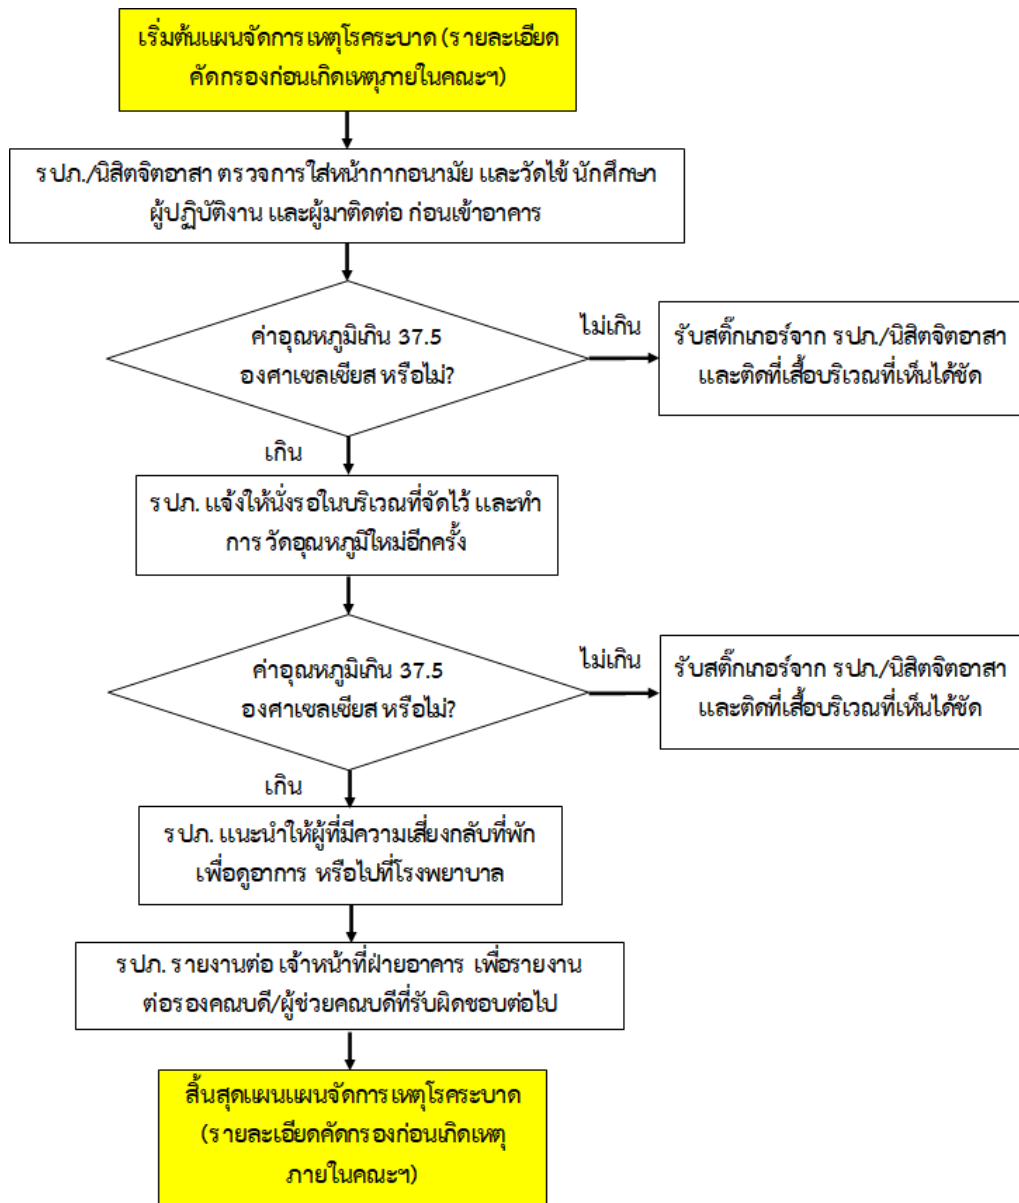 เริ่มต้นแผนจัดการเหตุโรคระบาด (รายละเอียด
คัดกรองก่อนเกิดเหตุภายในคณะฯ)
รปภ./นิสิตจิตอาสา ตรวจการใส่หน้ากากอนามัย และวัดไข้ นักศึกษา
ผู้ปฏิบัติงาน และผู้มาติดต่อ ก่อนเข้าอาคาร
ค่าอุณหภูมิเกิน 37.5
องศาเซลเซียส หรือไม่?
ไม่เกิน
รับสติ๊กเกอร์จาก รปภ./นิสิตจิตอาสา
และติดที่เสื้อบริเวณที่เห็นได้ชัด
เกิน
รปภ. แจ้งให้นั่งรอในบริเวณที่จัดไว้ และทำ
การ วัดอุณหภูมิใหม่อีกครั้ง
ค่าอุณหภูมิเกิน 37.5
องศาเซลเซียส หรือไม่?
ไม่เกิน
รับสติ๊กเกอร์จาก รปภ./นิสิตจิตอาสา
และติดที่เสื้อบริเวณที่เห็นได้ชัด
เกิน
รปภ. แนะนำให้ผู้ที่มีความเสี่ยงกลับที่พัก
เพื่อดูอาการ หรือไปที่โรงพยาบาล
รปภ. รายงานต่อ เจ้าหน้าที่ฝ่ายอาคาร เพื่อรายงาน
ต่อรองคณบดี/ผู้ช่วยคณบดีที่รับผิดชอบต่อไป
สิ้นสุดแผนแผนจัดการเหตุโรคระบาด
(รายละเอียดคัดกรองก่อนเกิดเหตุ
ภายในคณะฯ)